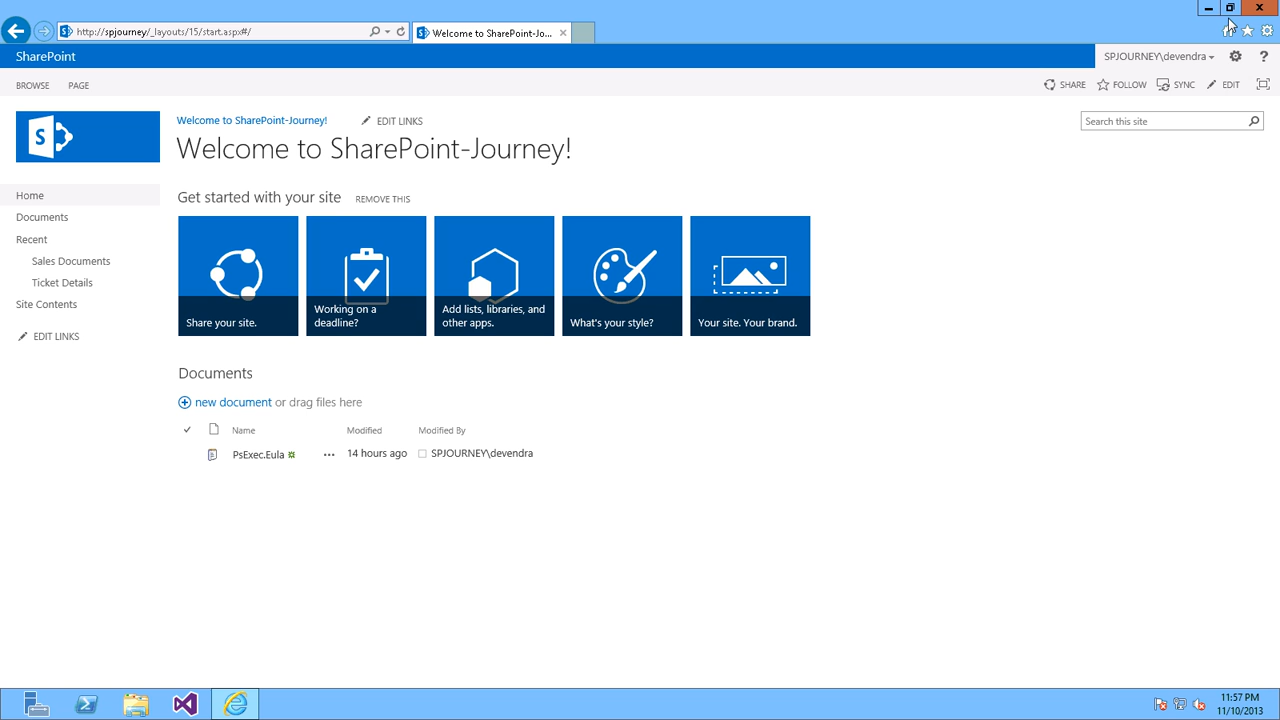 http://spjourney/_layouts/15/start.aspx#/
Welcome to SharePoint-Jo...
SharePoint
SPJOURNEY\devendra
?
BROWSE PAGE
SHARE FOLLOW SYNC EDIT
S
Welcome to SharePoint-Journey!
EDIT LINKS
Search this site
Welcome to SharePoint-Journey!
Home
Documents
Recent
Sales Documents
Ticket Details
Site Contents
EDIT LINKS
Get started with your site REMOVE THIS
Share your site.
Working on a
deadline?
Add lists, libraries, and
other apps.
What's your style?
Your site. Your brand.
Documents
new document or drag files here
Name Modified Modified By
PsExec.Eula ... 14 hours ago SPJOURNEY\devendra
11:57 PM
11/10/2013